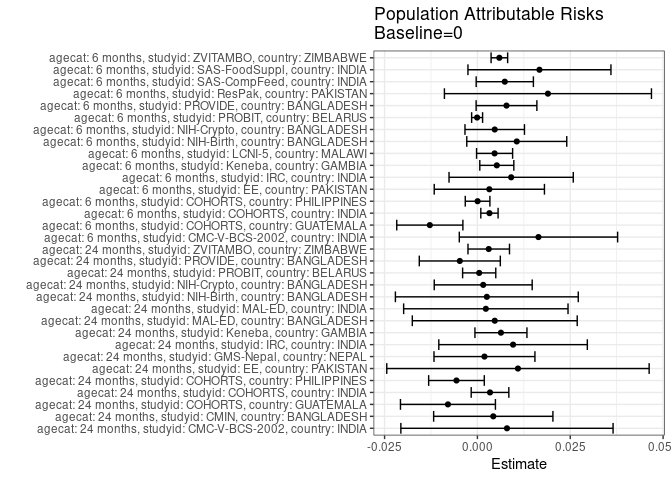 Population Attributable Risks
Baseline=0
agecat: 6 months, studyid: ZVITAMBO, country: ZIMBABWE
agecat: 6 months, studyid: SAS-FoodSuppl, country: INDIA
agecat: 6 months, studyid: SAS-CompFeed, country: INDIA
agecat: 6 months, studyid: ResPak, country: PAKISTAN
agecat: 6 months, studyid: PROVIDE, country: BANGLADESH
agecat: 6 months, studyid: PROBIT, country: BELARUS
agecat: 6 months, studyid: NIH-Crypto, country: BANGLADESH
agecat: 6 months, studyid: NIH-Birth, country: BANGLADESH
agecat: 6 months, studyid: LCNI-5, country: MALAWI
agecat: 6 months, studyid: Keneba, country: GAMBIA
agecat: 6 months, studyid: IRC, country: INDIA
agecat: 6 months, studyid: EE, country: PAKISTAN
agecat: 6 months, studyid: COHORTS, country: PHILIPPINES
agecat: 6 months, studyid: COHORTS, country: INDIA
agecat: 6 months, studyid: COHORTS, country: GUATEMALA
agecat: 6 months, studyid: CMC-V-BCS-2002, country: INDIA
agecat: 24 months, studyid: ZVITAMBO, country: ZIMBABWE
agecat: 24 months, studyid: PROVIDE, country: BANGLADESH
agecat: 24 months, studyid: PROBIT, country: BELARUS
agecat: 24 months, studyid: NIH-Crypto, country: BANGLADESH
agecat: 24 months, studyid: NIH-Birth, country: BANGLADESH
agecat: 24 months, studyid: MAL-ED, country: INDIA
agecat: 24 months, studyid: MAL-ED, country: BANGLADESH
agecat: 24 months, studyid: Keneba, country: GAMBIA
agecat: 24 months, studyid: IRC, country: INDIA
agecat: 24 months, studyid: GMS-Nepal, country: NEPAL
agecat: 24 months, studyid: EE, country: PAKISTAN
agecat: 24 months, studyid: COHORTS, country: PHILIPPINES
agecat: 24 months, studyid: COHORTS, country: INDIA
agecat: 24 months, studyid: COHORTS, country: GUATEMALA
agecat: 24 months, studyid: CMIN, country: BANGLADESH
agecat: 24 months, studyid: CMC-V-BCS-2002, country: INDIA
-0.025 0.000 0.025 0.050
Estimate